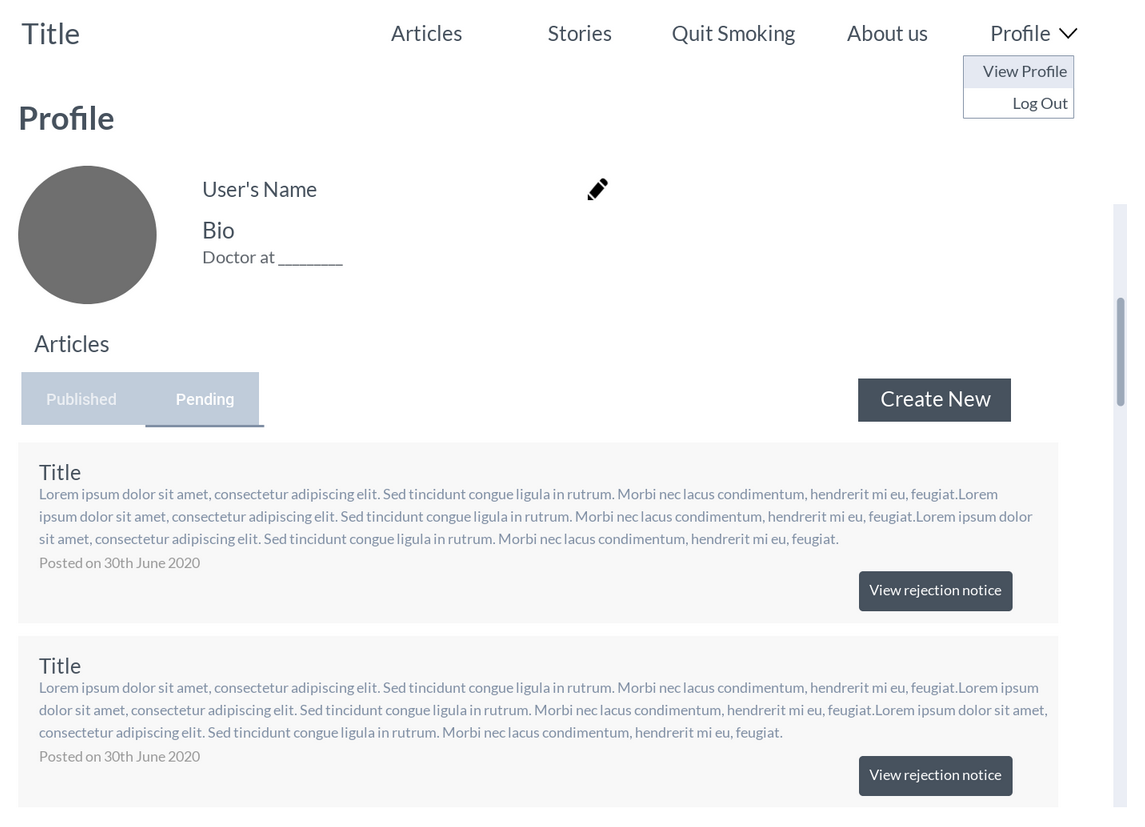 Title
Articles
Stories
Quit Smoking
About us
Profile
View Profile
Log Out
Profile
User's Name
Bio
Doctor at _________
Articles
Published
Pending
Create New
Title
Lorem ipsum dolor sit amet, consectetur adipiscing elit. Sed tincidunt congue ligula in rutrum. Morbi nec lacus condimentum, hendrerit mi eu, feugiat.Lorem
ipsum dolor sit amet, consectetur adipiscing elit. Sed tincidunt congue ligula in rutrum. Morbi nec lacus condimentum, hendrerit mi eu, feugiat.Lorem ipsum dolor
sit amet, consectetur adipiscing elit. Sed tincidunt congue ligula in rutrum. Morbi nec lacus condimentum, hendrerit mi eu, feugiat.
Posted on 30th June 2020
View rejection notice
Title
Lorem ipsum dolor sit amet, consectetur adipiscing elit. Sed tincidunt congue ligula in rutrum. Morbi nec lacus condimentum, hendrerit mi eu, feugiat.Lorem ipsum
dolor sit amet, consectetur adipiscing elit. Sed tincidunt congue ligula in rutrum. Morbi nec lacus condimentum, hendrerit mi eu, feugiat.Lorem ipsum dolor sit amet,
consectetur adipiscing elit. Sed tincidunt congue ligula in rutrum. Morbi nec lacus condimentum, hendrerit mi eu, feugiat.
Posted on 30th June 2020
View rejection notice